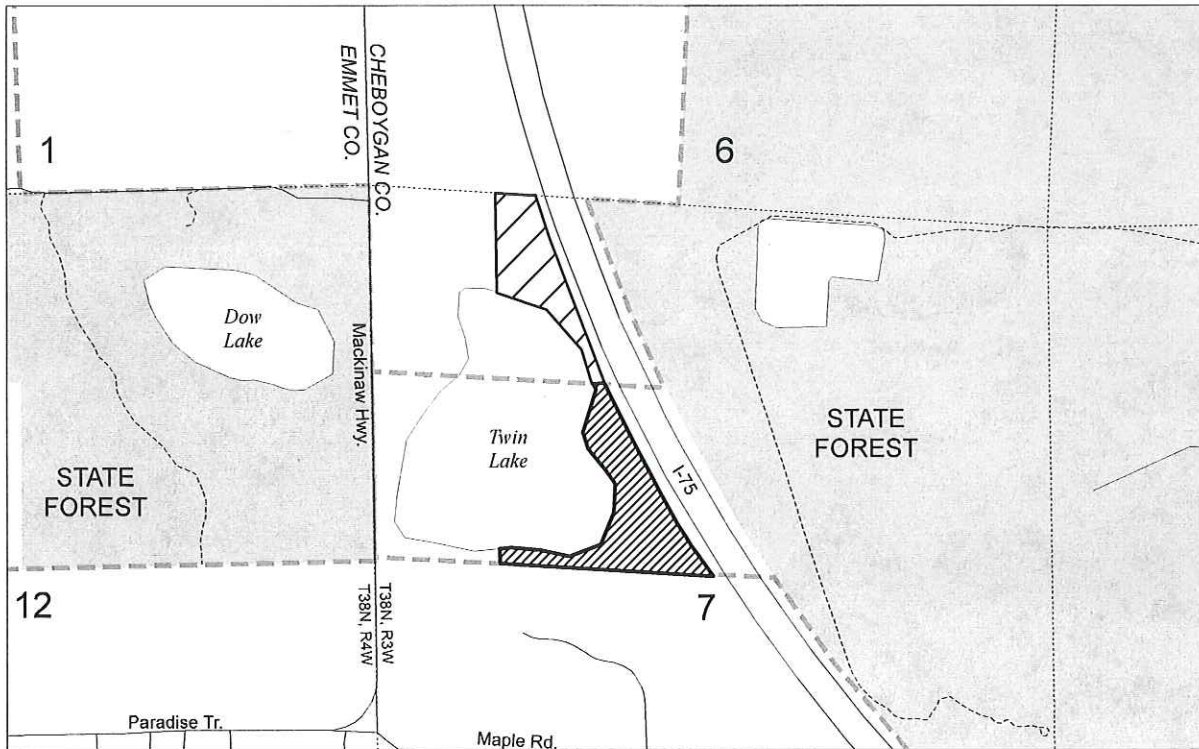 CHEBOYGAN CO.
EMMET CO.
1
6
Dow
Lake
Mackinaw Hwy.
Twin
Lake
I-75
STATE
FOREST
STATE
FOREST
12
7
T38N, R3W
T38N, R4W
Paradise Tr.
Maple Rd.